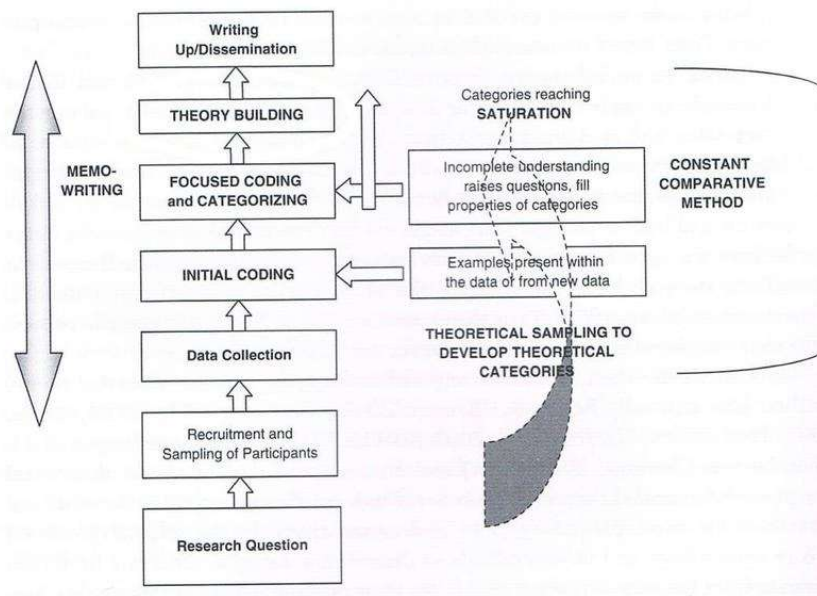 Writing
Up/Dissemination
THEORY BUILDING
MEMO-
WRITING
FOCUSED CODING
and CATEGORIZING
INITIAL CODING
Data Collection
Recruitment and
Sampling of Participants
Research Question
Categories reaching
SATURATION
Incomplete understanding
raises questions, fill
properties of categories
Examples present within
the data or from new data
THEORETICAL SAMPLING TO
DEVELOP THEORETICAL
CATEGORIES
CONSTANT
COMPARATIVE
METHOD